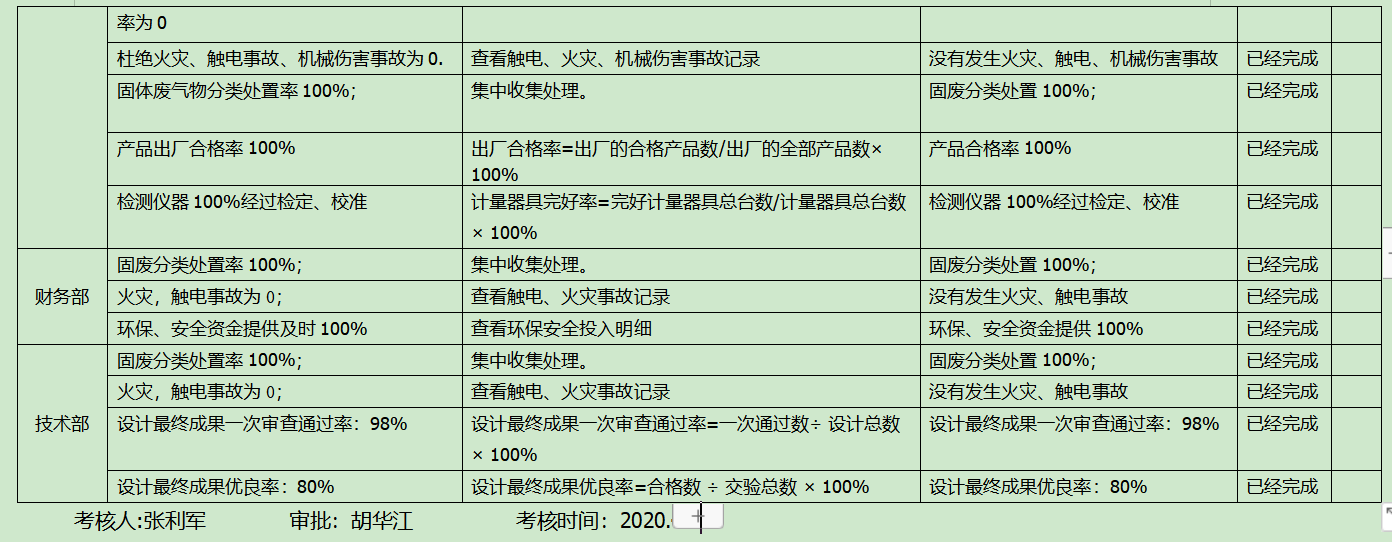 率为 0
杜绝火灾、触电事故、机械伤害事故为 0. 查看触电、火灾、机械伤害事故记录 没有发生火灾、触电、机械伤害事故 已经完成
固体废气物分类处置率 100%； 集中收集处理。 固废分类处置 100%； 已经完成
产品出厂合格率 100% 出厂合格率=出厂的合格产品数/出厂的全部产品数× 产品合格率 100% 已经完成
100%
检测仪器 100%经过检定、校准 计量器具完好率=完好计量器具总台数/计量器具总台数 检测仪器 100%经过检定、校准 已经完成
× 100%
固废分类处置率 100%； 集中收集处理。 固废分类处置 100%； 已经完成
财务部 火灾，触电事故为 0； 查看触电、火灾事故记录 没有发生火灾、触电事故 已经完成
环保、安全资金提供及时 100% 查看环保安全投入明细 环保、安全资金提供 100% 已经完成
固废分类处置率 100%； 集中收集处理。 固废分类处置 100%； 已经完成
火灾，触电事故为 0； 查看触电、火灾事故记录 没有发生火灾、触电事故 已经完成
技术部 设计最终成果一次审查通过率：98% 设计最终成果一次审查通过率=一次通过数÷ 设计总数 设计最终成果一次审查通过率：98% 已经完成
× 100%
设计最终成果优良率：80% 设计最终成果优良率=合格数 ÷ 交验总数 × 100% 设计最终成果优良率：80% 已经完成
考核人:张利军 审批：胡华江 考核时间：2020.